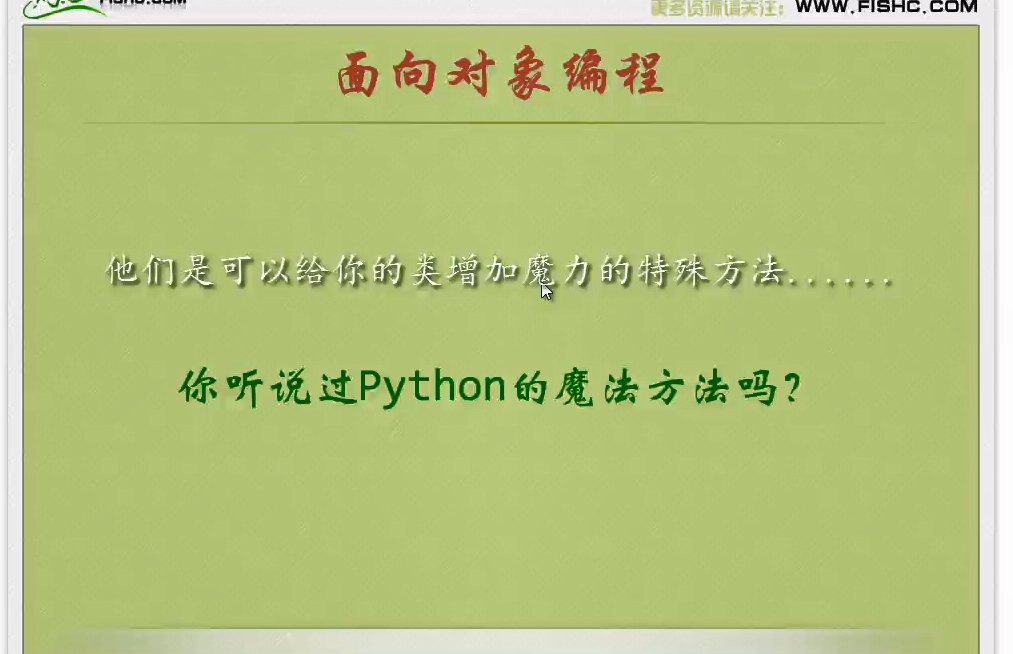 更多资源请关注: WWW.FISHC.COM
面向对象编程
他们是可以给你的类增加魔力的特殊方法......
你听说过Python的魔法方法吗?